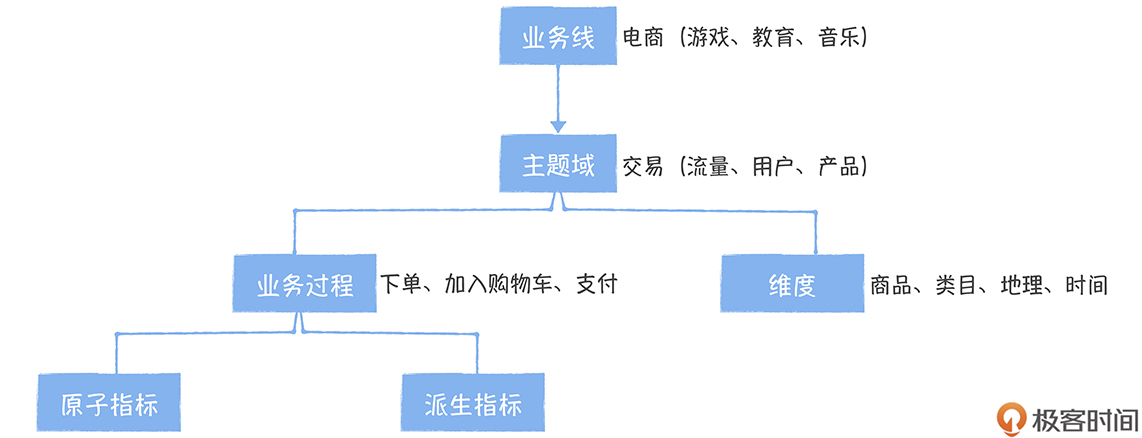 业务线 电商（游戏、教育、音乐）
主题域 交易（流量、用户、产品）
业务过程 下单、加入购物车、支付
维度 商品、类目、地理、时间
原子指标
派生指标
极客时间